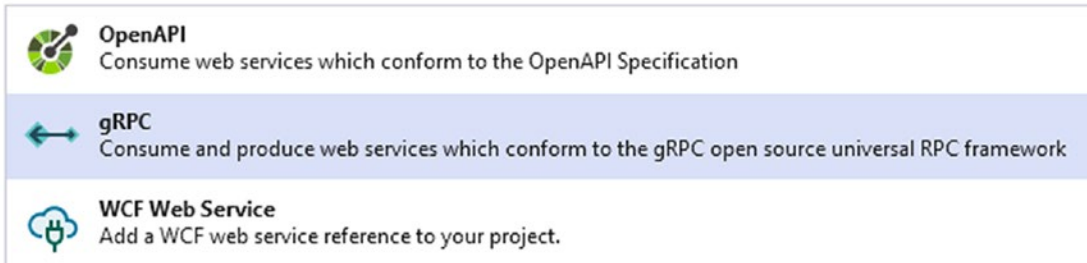 OpenAPI
Consume web services which conform to the OpenAPI Specification
gRPC
Consume and produce web services which conform to the gRPC open source universal RPC framework
WCF Web Service
Add a WCF web service reference to your project.